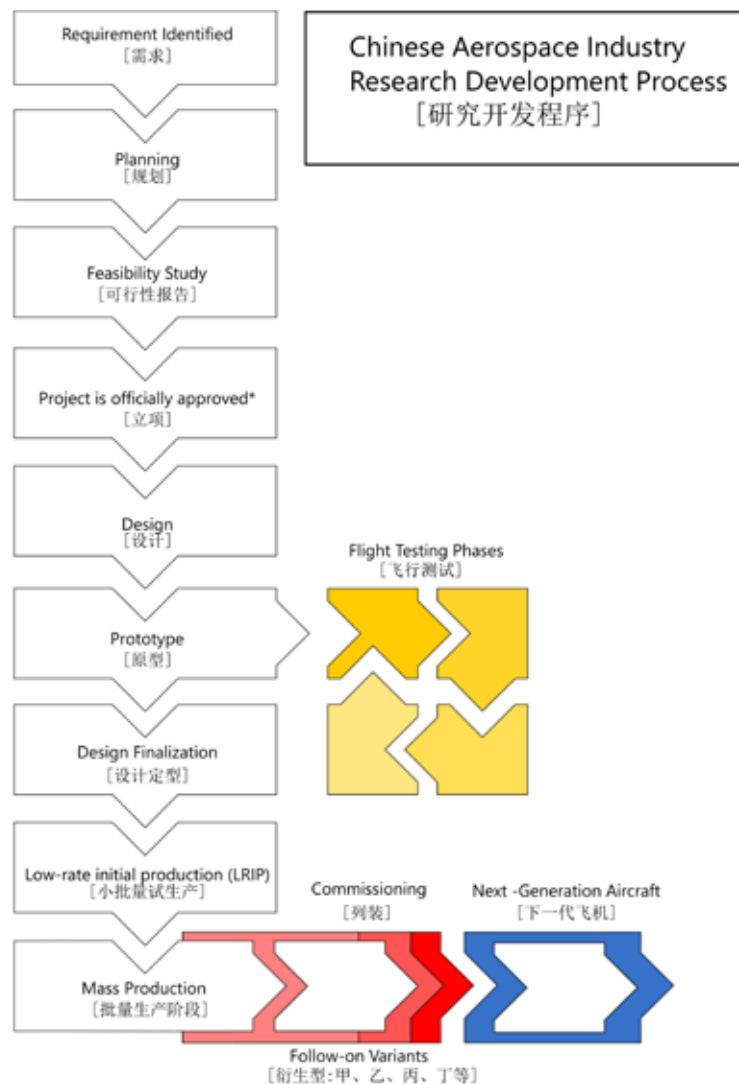 Chinese Aerospace Industry
Research Development Process
[研究开发程序]
Requirement Identified
[需求]
Planning
[规划]
Feasibility Study
[可行性报告]
Project is officially approved*
[立项]
Design
[设计]
Flight Testing Phases
[飞行测试]
Prototype
[原型]
Design Finalization
[设计定型]
Low-rate initial production (LRIP)
[小批量试生产]
Commissioning
[列装]
Next -Generation Aircraft
[下一代飞机]
Mass Production
[批量生产阶段]
Follow-on Variants
[衍生型:甲、乙、丙、丁等]